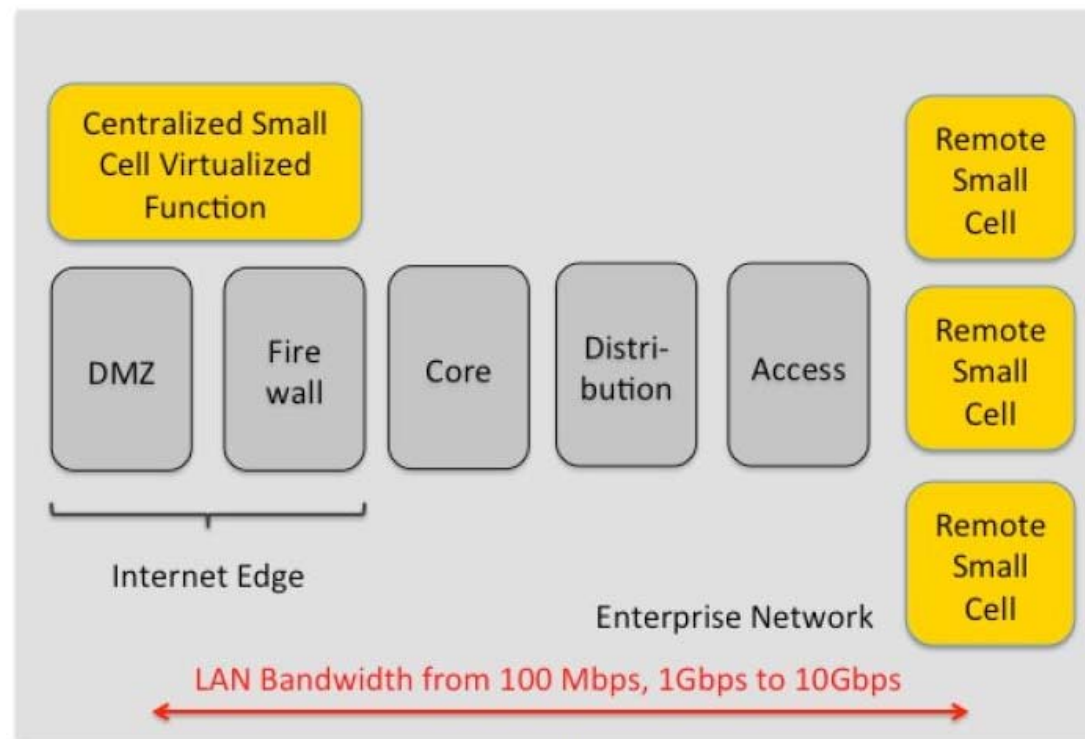 Centralized Small
Cell Virtualized
Function
Remote
Small
Cell
DMZ
Fire
wall
Core
Distri-
bution
Access
Remote
Small
Cell
Internet Edge
Remote
Small
Cell
Enterprise Network
LAN Bandwidth from 100 Mbps, 1Gbps to 10Gbps